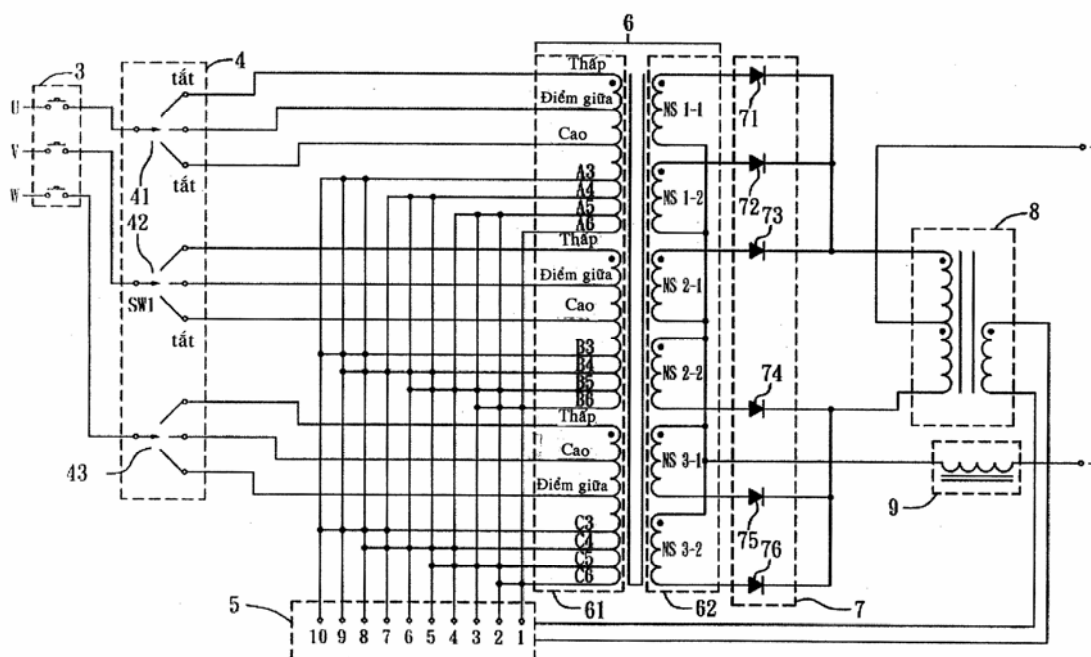 6
3
4
tắt
Thấp
U
Điểm giữa
NS 1-1
71
V
Cao
41
tắt
W
A3
A4
NS 1-2
72
A5
A6
73
42
Thấp
8
Điểm giữa
NS 2-1
SW1
Cao
tắt
B3
B4
NS 2-2
B5
74
B6
Thấp
43
Cao
NS 3-1
Điểm giữa
9
75
C3
C4
NS 3-2
76
C5
C6
5
61
62
7
10 9 8 7 6 5 4 3 2 1